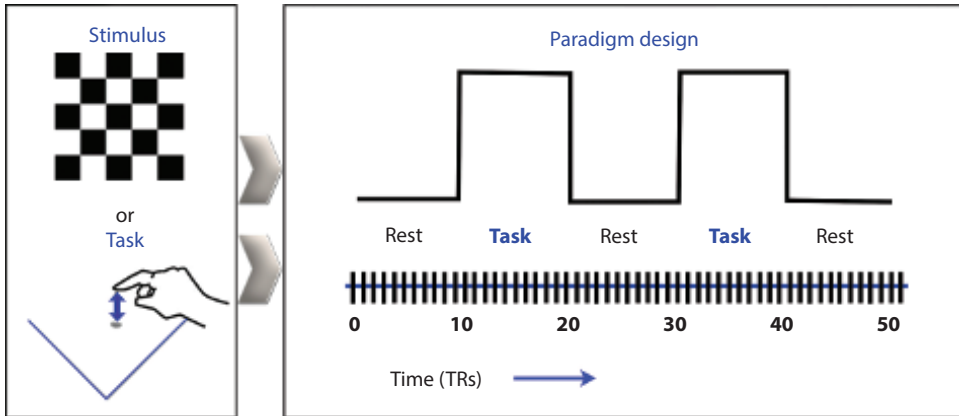 Stimulus
or
Task
Paradigm design
Rest Task Rest Task Rest
0 10 20 30 40 50
Time (TRs)